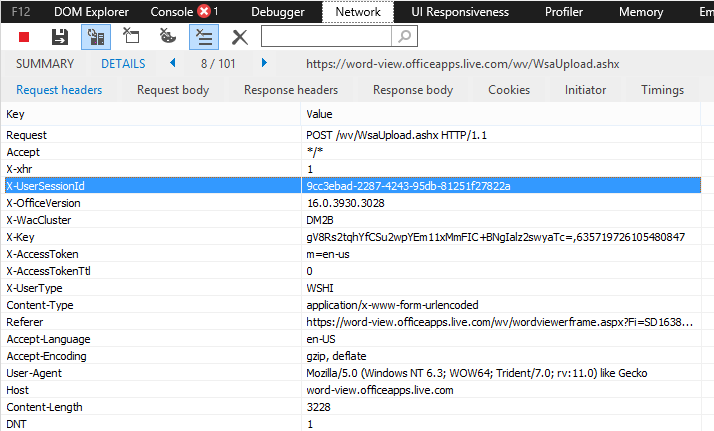 F12 DOM Explorer Console 1 Debugger Network UI Responsiveness Profiler Memory Em
SUMMARY DETAILS 8 / 101 https://word-view.officeapps.live.com/wv/WsaUpload.ashx
Request headers Request body Response headers Response body Cookies Initiator Timings
Key Value
Request POST /wv/WsaUpload.ashx HTTP/1.1
Accept */*
X-xhr 1
X-UserSessionId 9cc3ebad-2287-4243-95db-81251f27822a
X-OfficeVersion 16.0.3930.3028
X-WacCluster DM2B
X-Key gV8Rs2tqhYfCSu2wpYEm11xMmFIC+BNgIalz2swyaTc=,635719726105480847
X-AccessToken m=en-us
X-AccessTokenTtl 0
X-UserType WSHI
Content-Type application/x-www-form-urlencoded
Referer https://word-view.officeapps.live.com/wv/wordviewerframe.aspx?Fi=SD1638...
Accept-Language en-US
Accept-Encoding gzip, deflate
User-Agent Mozilla/5.0 (Windows NT 6.3; WOW64; Trident/7.0; rv:11.0) like Gecko
Host word-view.officeapps.live.com
Content-Length 3228
DNT 1